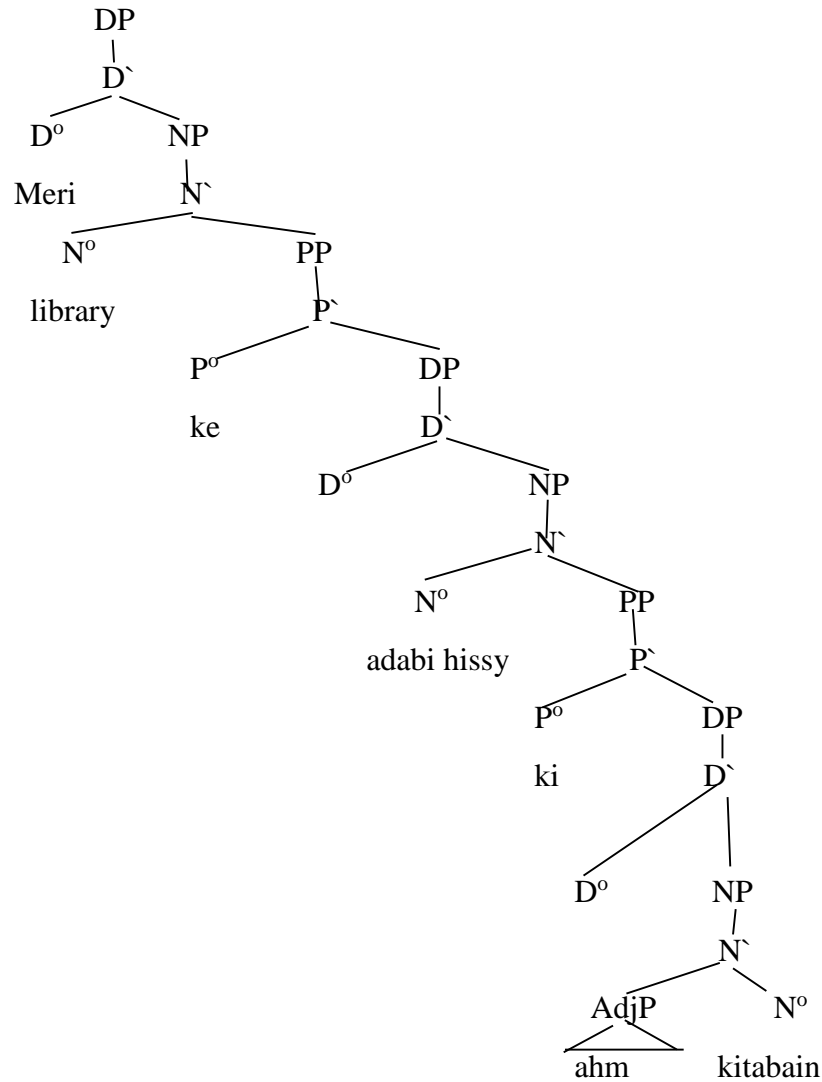 DP
D`
Dº NP
Meri N`
Nº PP
library P`
Pº DP
ke D`
Dº NP
N`
Nº PP
adabi hissy P`
Pº DP
ki D`
Dº NP
N`
AdjP Nº
ahm kitabain